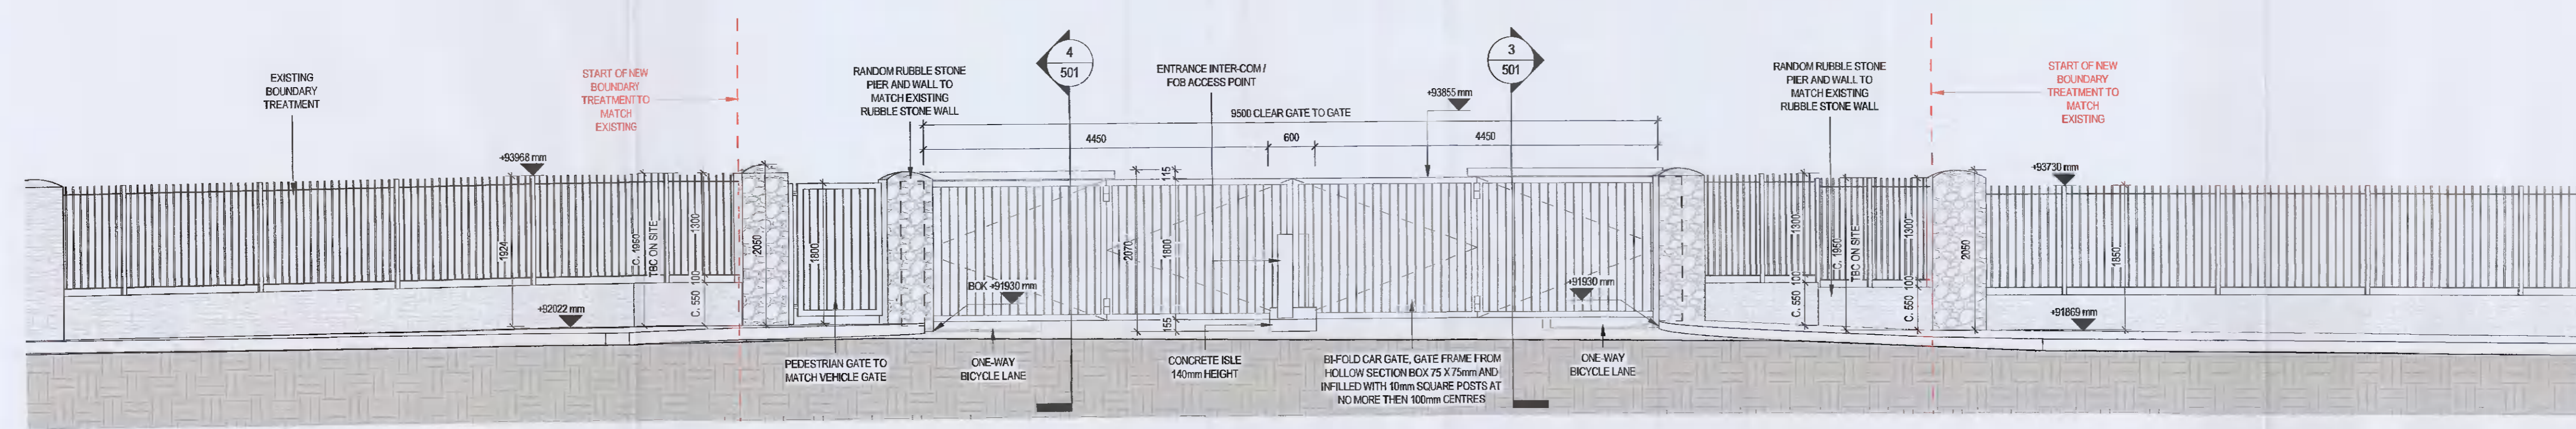 EXISTING
BOUNDARY
TREATMENT
START OF NEW
BOUNDARY
TREATMENT TO
MATCH
EXISTING
RANDOM RUBBLE STONE
PIER AND WALL TO
MATCH EXISTING
RUBBLE STONE WALL
4
501
ENTRANCE INTER-COM /
FOB ACCESS POINT
3
501
+93855 mm
9500 CLEAR GATE TO GATE
4450
600
4450
RANDOM RUBBLE STONE
PIER AND WALL TO
MATCH EXISTING
RUBBLE STONE WALL
START OF NEW
BOUNDARY
TREATMENT TO
MATCH
EXISTING
+93968 mm
+93730 mm
1924
C. 1950
TBC ON SITE
1300
100
C. 550
2050
1800
115
2070
1800
155
1300
100
C. 550
C. 1950
TBC ON SITE
1300
100
C. 550
2050
1850
+92022 mm
BOK +91930 mm
+91930 mm
+91869 mm
PEDESTRIAN GATE TO
MATCH VEHICLE GATE
ONE-WAY
BICYCLE LANE
CONCRETE ISLE
140mm HEIGHT
BI-FOLD CAR GATE, GATE FRAME FROM
HOLLOW SECTION BOX 75 X 75mm AND
INFILLED WITH 10mm SQUARE POSTS AT
NO MORE THEN 100mm CENTRES
ONE-WAY
BICYCLE LANE